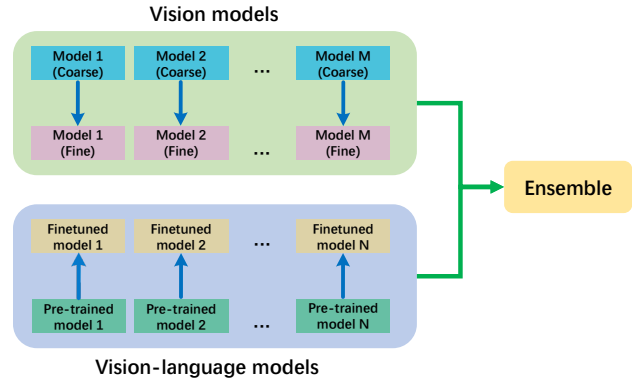 Vision models
Model 1 Model 2 Model M
(Coarse) (Coarse) ... (Coarse)
Model 1 Model 2 Model M
(Fine) (Fine) ... (Fine)
Ensemble
Finetuned Finetuned Finetuned
model 1 model 2 ... model N
Pre-trained Pre-trained Pre-trained
model 1 model 2 ... model N
Vision-language models